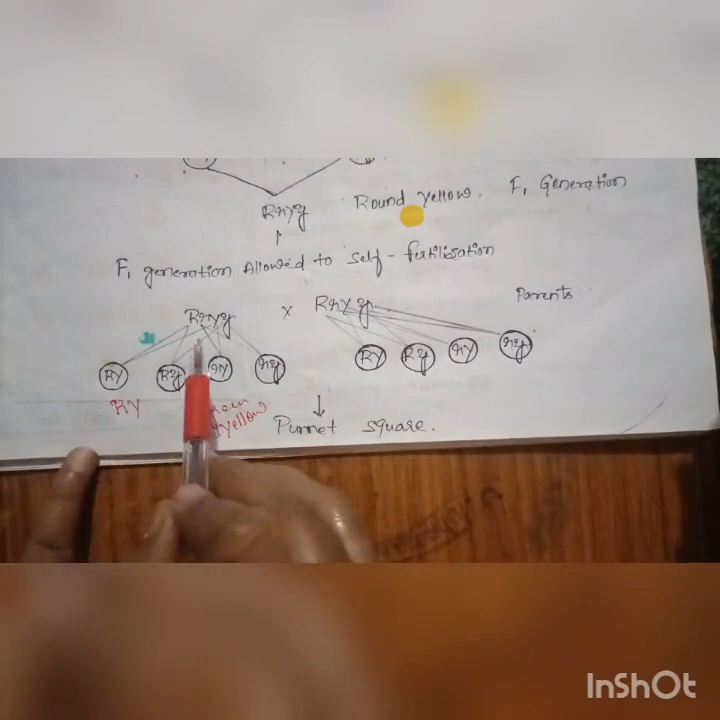 RrYy Round Yellow. F1 Generation
F1 generation Allowed to self-fertilisation
RrYy x RrYy Parents
RY Ry rY ry RY Ry rY ry
RY
Yellow
↓
Punnet square.
InShOt